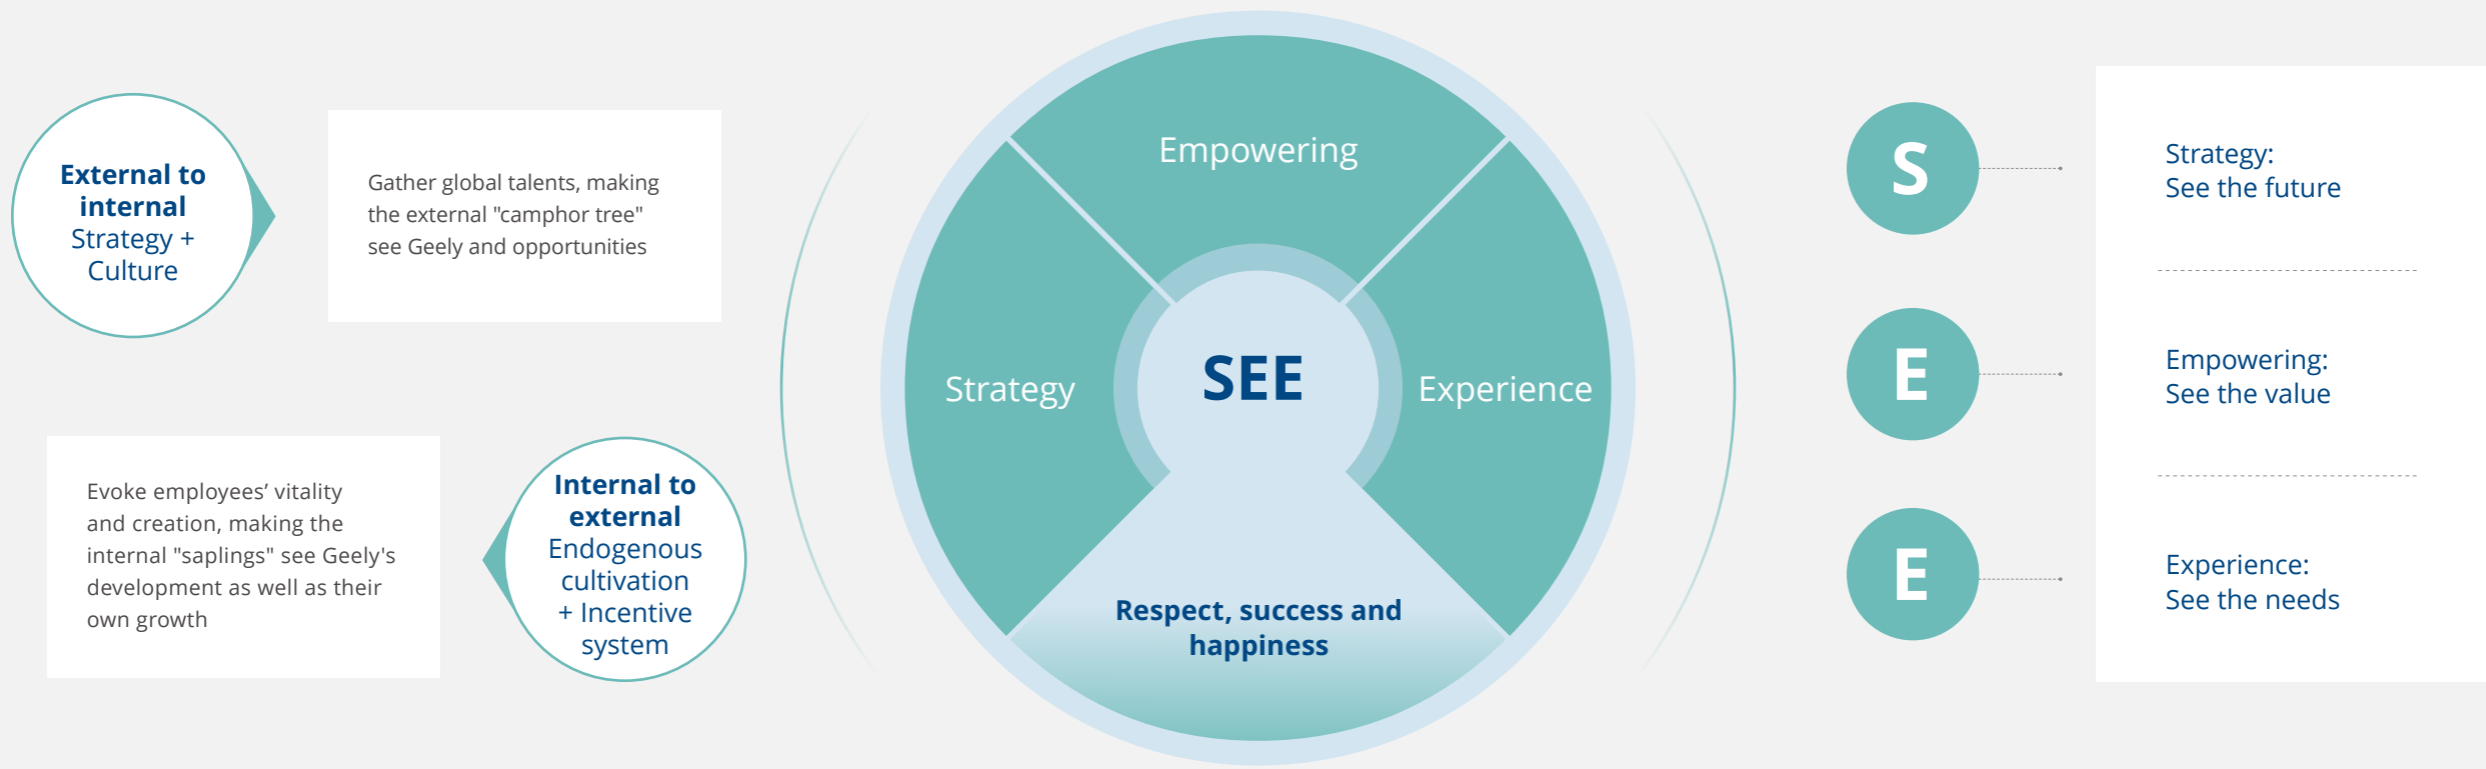 External to
internal
Strategy +
Culture
Gather global talents, making
the external "camphor tree"
see Geely and opportunities
Evoke employees’ vitality
and creation, making the
internal "saplings" see Geely's
development as well as their
own growth
Internal to
external
Endogenous
cultivation
+ Incentive
system
Empowering
Strategy
SEE
Experience
Respect, success and
happiness
S
Strategy:
See the future
E
Empowering:
See the value
E
Experience:
See the needs